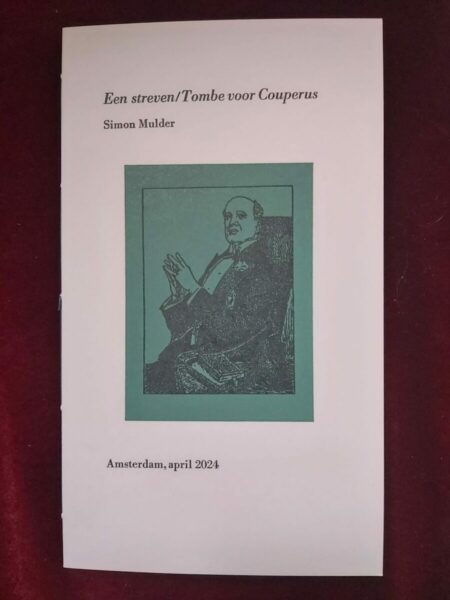 Een streven/Tombe voor Couperus
Simon Mulder
Amsterdam, april 2024